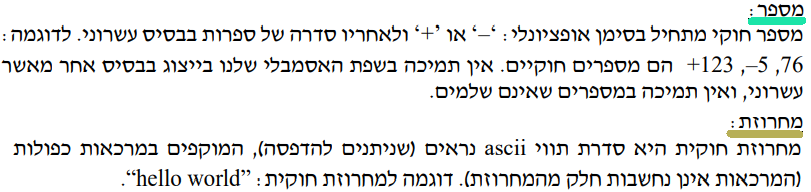 מספר:
מספר חוקי מתחיל בסימן אופציונלי: ‘–‘ או ’+‘ ולאחריו סדרה של ספרות בבסיס עשרוני. לדוגמה:
76, –5, +123 הם מספרים חוקיים. אין תמיכה בשפת האסמבלי שלנו בייצוג בבסיס אחר מאשר
עשרוני, ואין תמיכה במספרים שאינם שלמים.
מחרוזת:
מחרוזת חוקית היא סדרת תווי ascii נראים (שניתנים להדפסה), המוקפים במרכאות כפולות
(המרכאות אינן נחשבות חלק מהמחרוזת). דוגמה למחרוזת חוקית: ”hello world“.